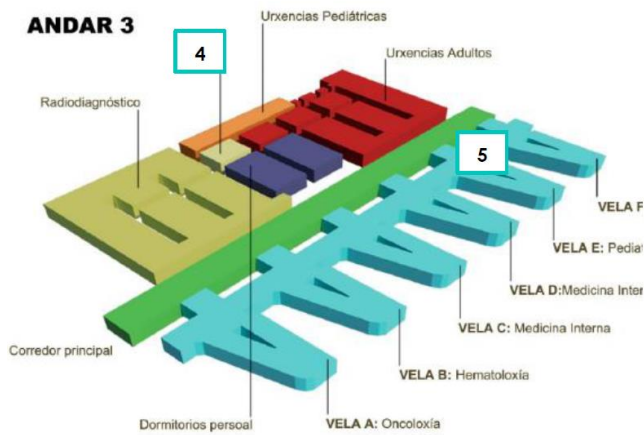 ANDAR 3
Urxencias Pediátricas
4
Urxencias Adultos
Radiodiagnóstico
5
VELA F
VELA E: Pediat
VELA D:Medicina Inter
VELA C: Medicina Interna
Corredor principal
VELA B: Hematoloxía
Dormitorios persoal
VELA A: Oncoloxía